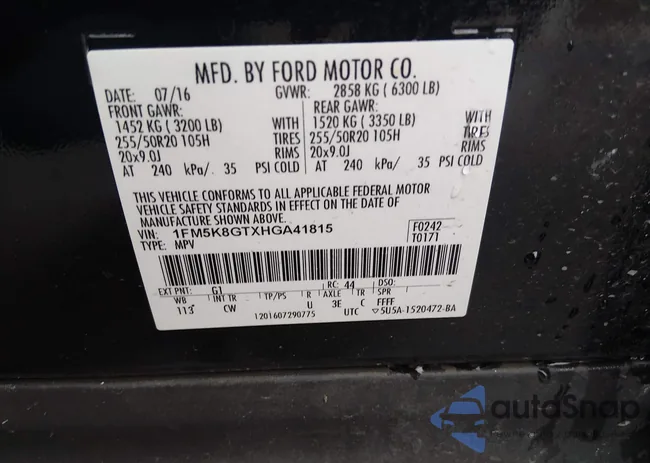 MFD. BY FORD MOTOR CO.
DATE: 07/16 GVWR: 2858 KG ( 6300 LB)
FRONT GAWR: REAR GAWR:
1452 KG ( 3200 LB) WITH 1520 KG ( 3350 LB) WITH
255/50R20 105H TIRES 255/50R20 105H TIRES
20x9.0J RIMS 20x9.0J RIMS
AT 240 kPa/ 35 PSI COLD AT 240 kPa/ 35 PSI COLD
THIS VEHICLE CONFORMS TO ALL APPLICABLE FEDERAL MOTOR
VEHICLE SAFETY STANDARDS IN EFFECT ON THE DATE OF
MANUFACTURE SHOWN ABOVE.
VIN: 1FM5K8GTXHGA41815 F0242
TYPE: MPV T0171
EXT PNT: G1 RC: 44 DSO:
WB INT TR TP/PS R AXLE TR SPR
113 CW U 3E C FFFF
1201607290775 UTC ▽5U5A-1520472-BA
autoSnap